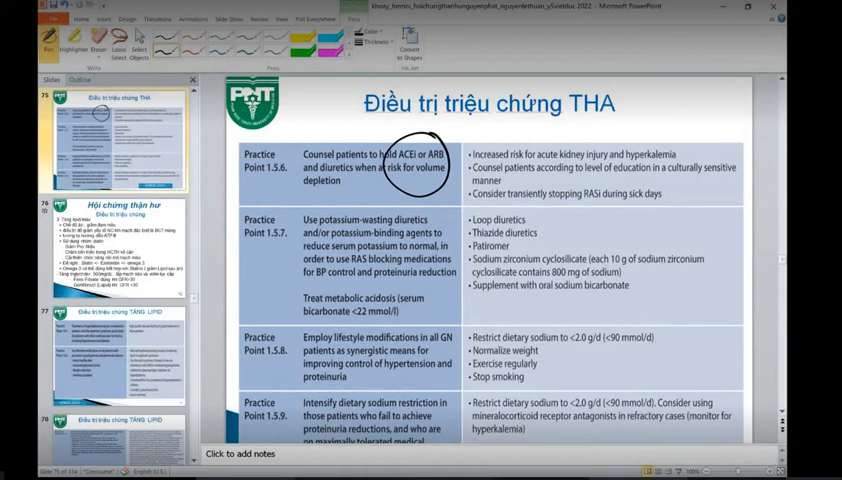 khoay_bmnoi_hoichungthanhunguyenphat_nguyenlethuan_y5vietduc 2022 - Microsoft PowerPoint
Pens
File Home Insert Design Transitions Animations Slide Show Review View Poll Everywhere Pens
Pen Highlighter Eraser Lasso Select Select Objects
Color
Thickness
Convert to Shapes
Write Pens Ink Art
Slides Outline
75
Điều trị triệu chứng THA
76
Hội chứng thận hư
Điều trị triệu chứng
77
Điều trị triệu chứng TĂNG LIPID
Điều trị triệu chứng TĂNG LIPID
PNT
Điều trị triệu chứng THA
Practice Point 1.5.6.
Counsel patients to hold ACEi or ARB
and diuretics when at risk for volume
depletion
• Increased risk for acute kidney injury and hyperkalemia
• Counsel patients according to level of education in a culturally sensitive
manner
• Consider transiently stopping RASi during sick days
Practice Point 1.5.7.
Use potassium-wasting diuretics
and/or potassium-binding agents to
reduce serum potassium to normal, in
order to use RAS blocking medications
for BP control and proteinuria reduction
Treat metabolic acidosis (serum
bicarbonate <22 mmol/l)
• Loop diuretics
• Thiazide diuretics
• Patiromer
• Sodium zirconium cyclosilicate (each 10 g of sodium zirconium
cyclosilicate contains 800 mg of sodium)
• Supplement with oral sodium bicarbonate
Practice Point 1.5.8.
Employ lifestyle modifications in all GN
patients as synergistic means for
improving control of hypertension and
proteinuria
• Restrict dietary sodium to <2.0 g/d (<90 mmol/d)
• Normalize weight
• Exercise regularly
• Stop smoking
Practice Point 1.5.9.
Intensify dietary sodium restriction in
those patients who fail to achieve
proteinuria reductions, and who are
on maximally tolerated medical
• Restrict dietary sodium to <2.0 g/d (<90 mmol/d). Consider using
mineralocorticoid receptor antagonists in refractory cases (monitor for
hyperkalemia)
Click to add notes
Slide 75 of 134 "Concourse" English (U.S.) 100%